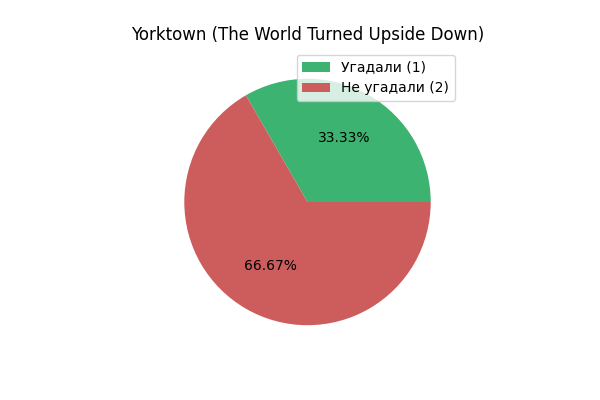 Yorktown (The World Turned Upside Down)
Угадали (1)
Не угадали (2)
33.33%
66.67%